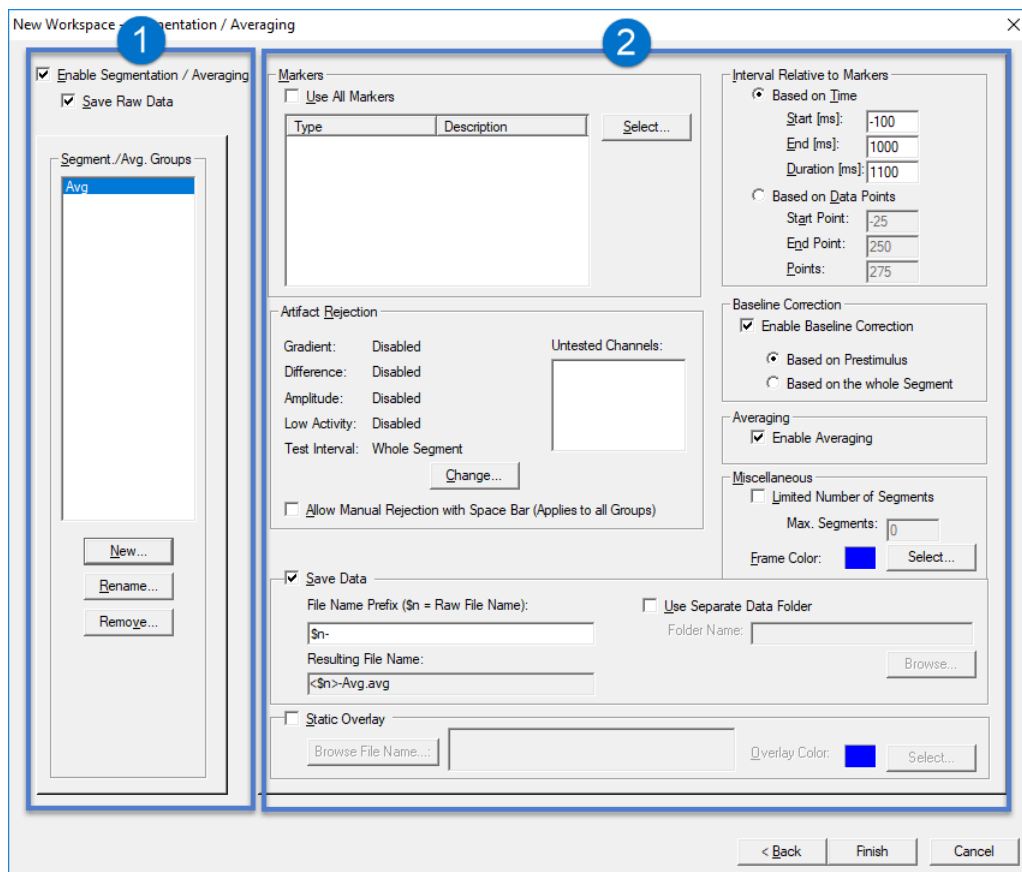 New Workspace - Segmentation / Averaging
1
2
Enable Segmentation / Averaging
Save Raw Data
Segment./Avg. Groups
Avg
New...
Rename...
Remove...
Markers
Use All Markers
Type Description
Select...
Artifact Rejection
Gradient: Disabled
Difference: Disabled
Amplitude: Disabled
Low Activity: Disabled
Test Interval: Whole Segment
Untested Channels:
Change...
Allow Manual Rejection with Space Bar (Applies to all Groups)
Interval Relative to Markers
Based on Time
Start [ms]: -100
End [ms]: 1000
Duration [ms]: 1100
Based on Data Points
Start Point: -25
End Point: 250
Points: 275
Baseline Correction
Enable Baseline Correction
Based on Prestimulus
Based on the whole Segment
Averaging
Enable Averaging
Miscellaneous
Limited Number of Segments
Max. Segments: 0
Frame Color: Select...
Save Data
File Name Prefix ($n = Raw File Name):
$n-
Resulting File Name:
<$n>-Avg.avg
Use Separate Data Folder
Folder Name:
Browse...
Static Overlay
Browse File Name...:
Overlay Color: Select...
< Back Finish Cancel